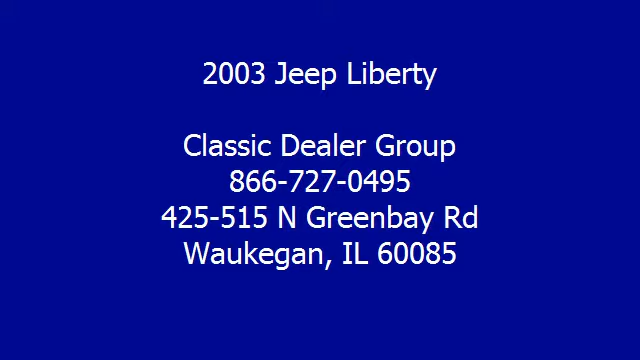 2003 Jeep Liberty
Classic Dealer Group
866-727-0495
425-515 N Greenbay Rd
Waukegan, IL 60085